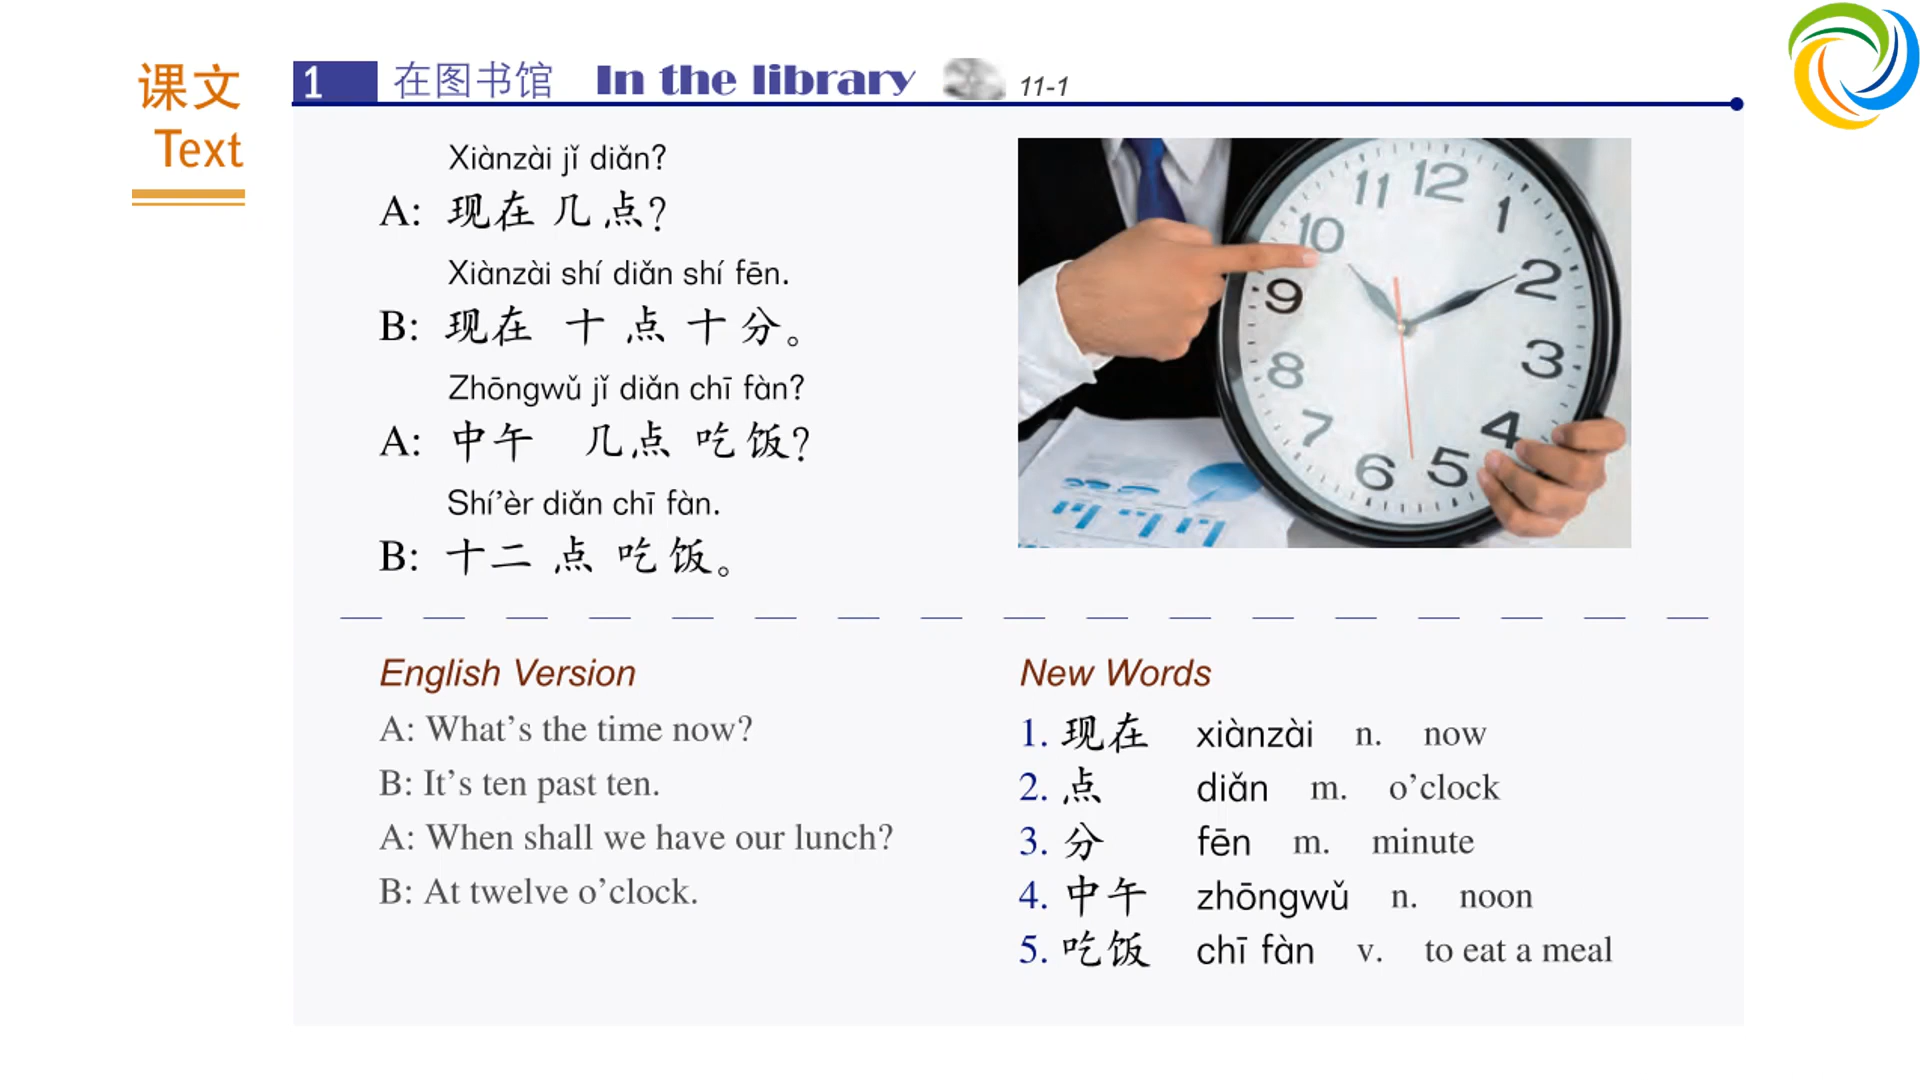 课文
Text
1 在图书馆 In the library 11-1
Xiànzài jǐ diǎn?
A: 现在 几 点?
Xiànzài shí diǎn shí fēn.
B: 现在 十 点 十 分。
Zhōngwǔ jǐ diǎn chī fàn?
A: 中午 几点 吃 饭?
Shí’èr diǎn chī fàn.
B: 十二 点 吃 饭。
12
1
2
3
4
5
6
7
8
9
10
11
English Version
A: What’s the time now?
B: It’s ten past ten.
A: When shall we have our lunch?
B: At twelve o’clock.
New Words
1. 现在 xiànzài n. now
2. 点 diǎn m. o’clock
3. 分 fēn m. minute
4. 中午 zhōngwǔ n. noon
5. 吃饭 chī fàn v. to eat a meal